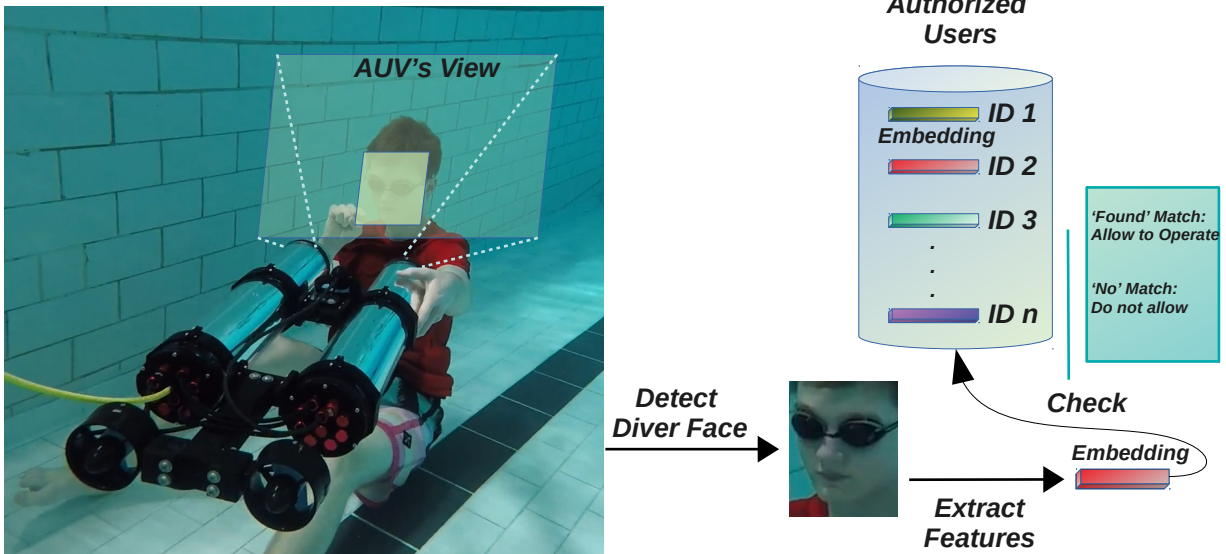 AUV's View
Authorized
Users
ID 1
Embedding
ID 2
ID 3
.
.
.
ID n
'Found' Match:
Allow to Operate
'No' Match:
Do not allow
Detect
Diver Face
Check
Embedding
Extract
Features